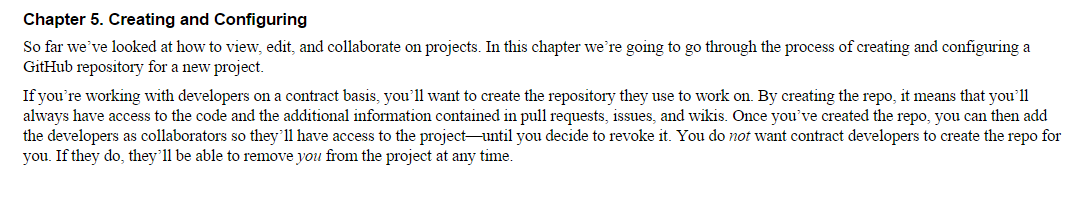 Chapter 5. Creating and Configuring
So far we’ve looked at how to view, edit, and collaborate on projects. In this chapter we’re going to go through the process of creating and configuring a
GitHub repository for a new project.
If you’re working with developers on a contract basis, you’ll want to create the repository they use to work on. By creating the repo, it means that you’ll
always have access to the code and the additional information contained in pull requests, issues, and wikis. Once you’ve created the repo, you can then add
the developers as collaborators so they’ll have access to the project—until you decide to revoke it. You do not want contract developers to create the repo for
you. If they do, they’ll be able to remove you from the project at any time.